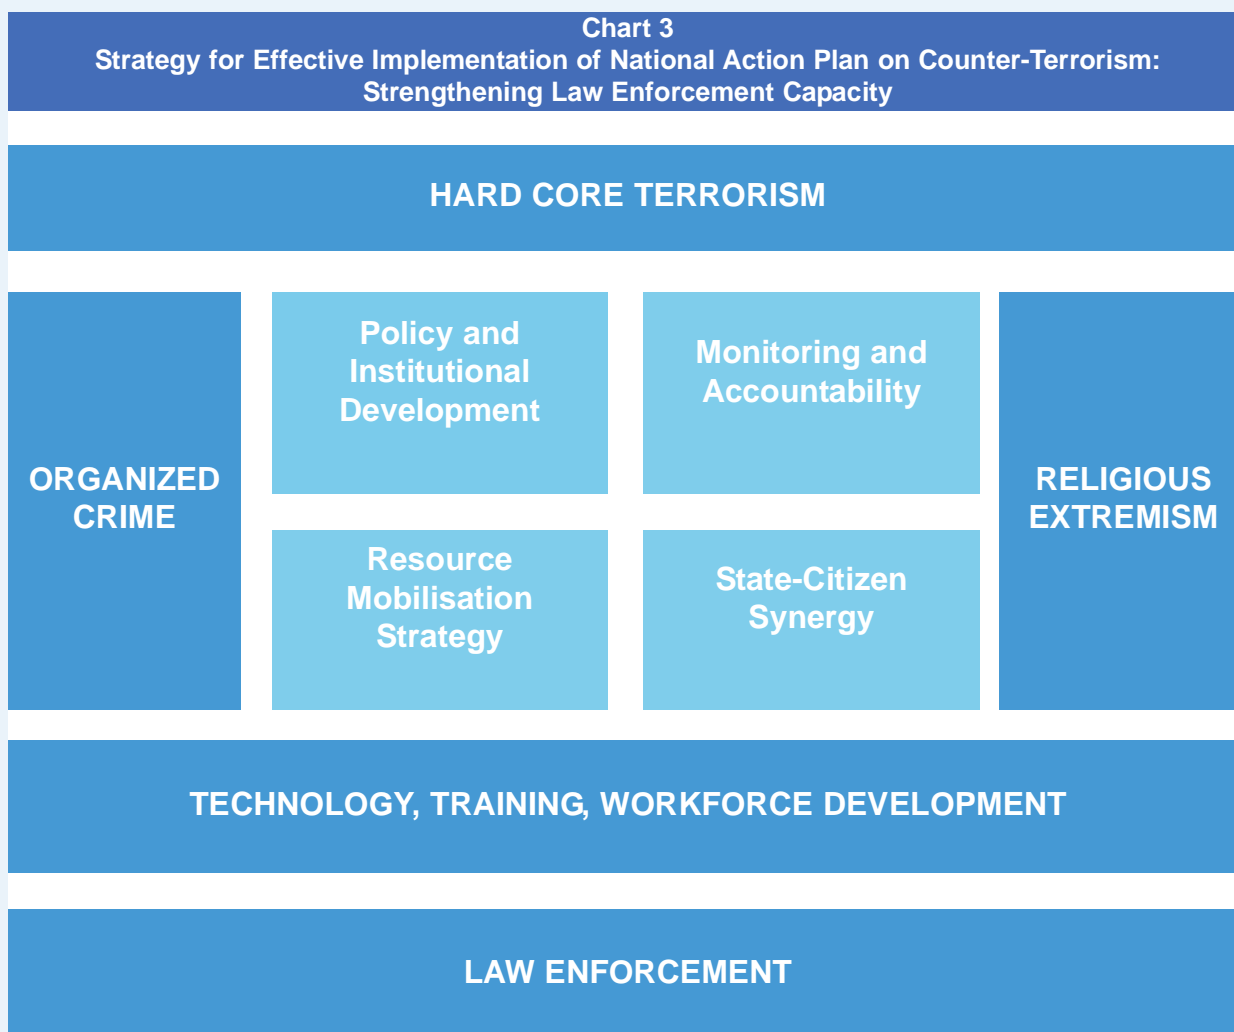 Chart 3
Strategy for Effective Implementation of National Action Plan on Counter-Terrorism:
Strengthening Law Enforcement Capacity
HARD CORE TERRORISM
ORGANIZED
CRIME
Policy and
Institutional
Development
Monitoring and
Accountability
Resource
Mobilisation
Strategy
State-Citizen
Synergy
RELIGIOUS
EXTREMISM
TECHNOLOGY, TRAINING, WORKFORCE DEVELOPMENT
LAW ENFORCEMENT